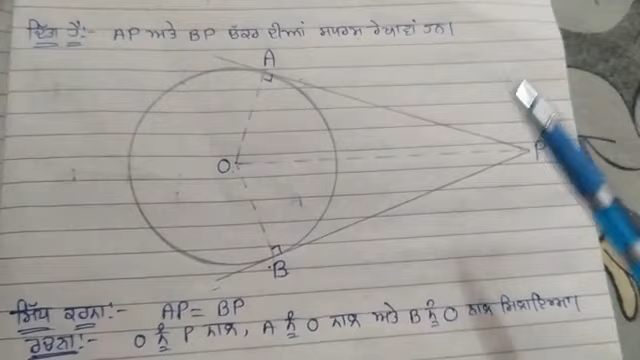 ਦਿੱਤਾ ਹੈ:- AP ਅਤੇ BP ਚੱਕਰ ਦੀਆਂ ਸਪਰਸ਼ ਰੇਖਾਵਾਂ ਹਨ।
A
O
P
B
ਸਿੱਧ ਕਰਨਾ:- AP = BP
ਰਚਨਾ:- O ਨੂੰ P ਨਾਲ, A ਨੂੰ O ਨਾਲ ਅਤੇ B ਨੂੰ O ਨਾਲ ਮਿਲਾਇਆ।